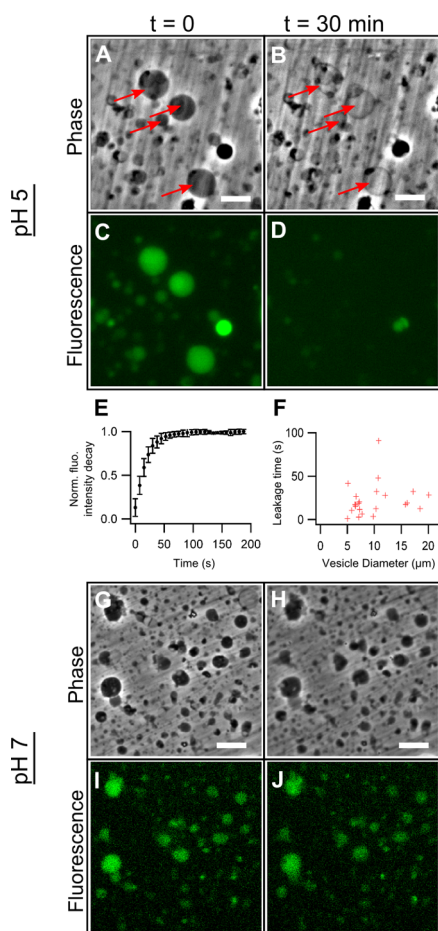 t = 0
t = 30 min
pH 5
Phase
A
B
Fluorescence
C
D
E
Norm. fluo.
intensity decay
1.0
0.5
0.0
0
50
100
150
200
Time (s)
F
Leakage time (s)
100
50
0
0
5
10
15
20
Vesicle Diameter (μm)
pH 7
Phase
G
H
Fluorescence
I
J